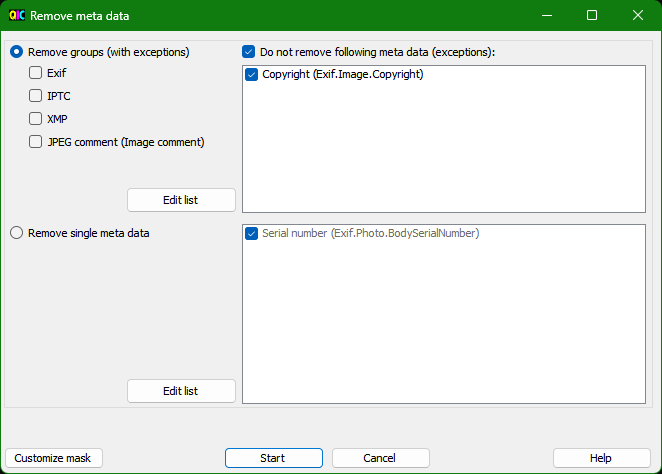 QIC Remove meta data
Remove groups (with exceptions)
Do not remove following meta data (exceptions):
Exif
Copyright (Exif.Image.Copyright)
IPTC
XMP
JPEG comment (Image comment)
Edit list
Remove single meta data
Serial number (Exif.Photo.BodySerialNumber)
Edit list
Customize mask
Start
Cancel
Help